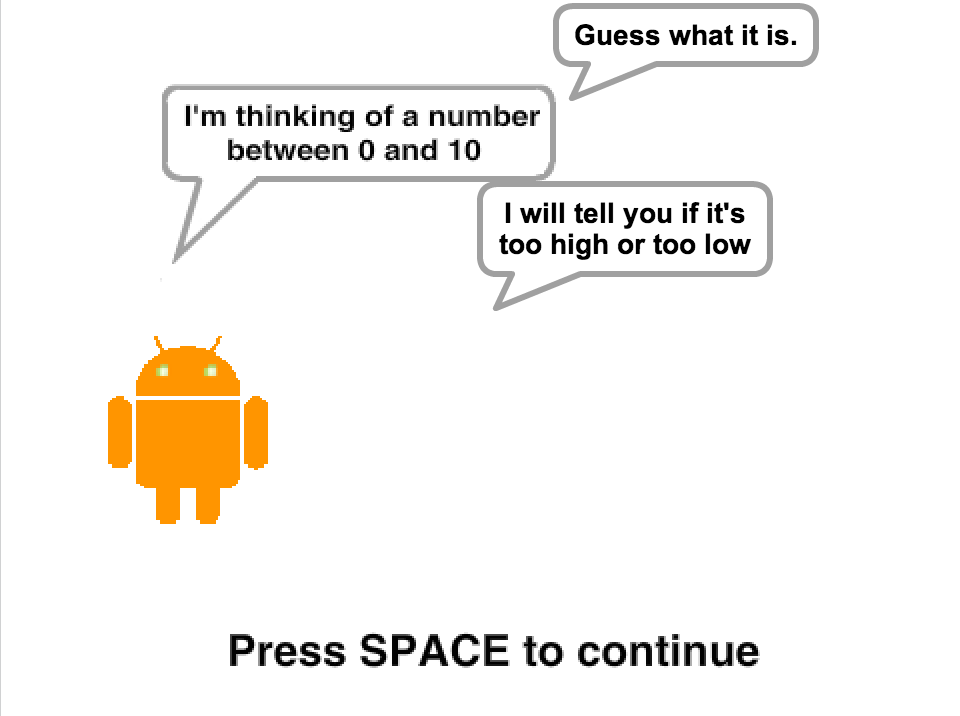 Guess what it is.
I'm thinking of a number
between 0 and 10
I will tell you if it's
too high or too low
Press SPACE to continue